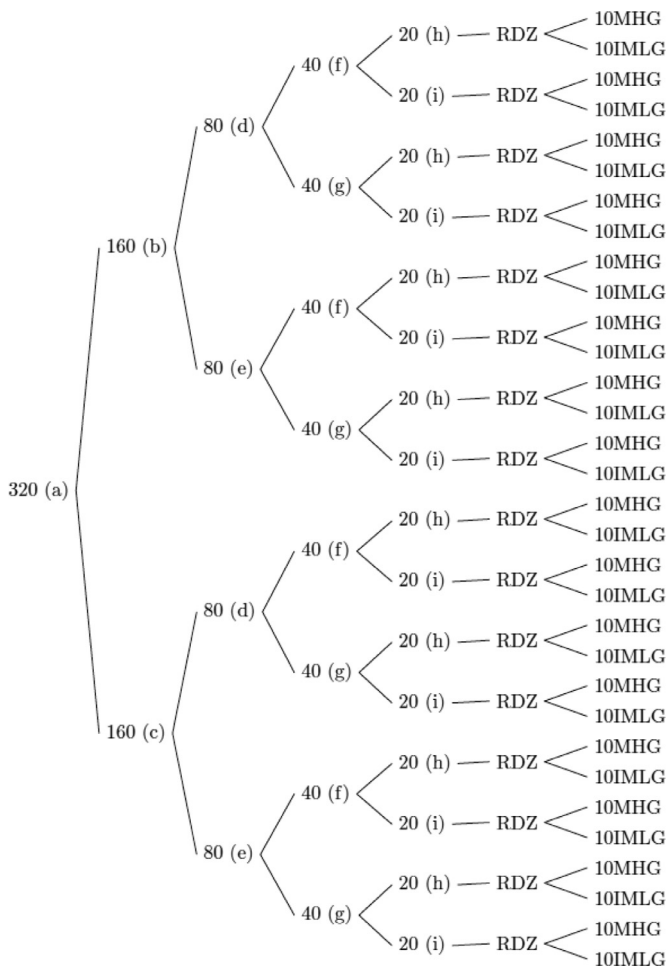 20 (h) RDZ 10MHG
10IMLG
40 (f)
20 (i) RDZ 10MHG
10IMLG
80 (d)
20 (h) RDZ 10MHG
10IMLG
40 (g)
20 (i) RDZ 10MHG
10IMLG
160 (b)
20 (h) RDZ 10MHG
10IMLG
40 (f)
20 (i) RDZ 10MHG
10IMLG
80 (e)
20 (h) RDZ 10MHG
10IMLG
40 (g)
20 (i) RDZ 10MHG
10IMLG
320 (a)
20 (h) RDZ 10MHG
10IMLG
40 (f)
20 (i) RDZ 10MHG
10IMLG
80 (d)
20 (h) RDZ 10MHG
10IMLG
40 (g)
20 (i) RDZ 10MHG
10IMLG
160 (c)
20 (h) RDZ 10MHG
10IMLG
40 (f)
20 (i) RDZ 10MHG
10IMLG
80 (e)
20 (h) RDZ 10MHG
10IMLG
40 (g)
20 (i) RDZ 10MHG
10IMLG